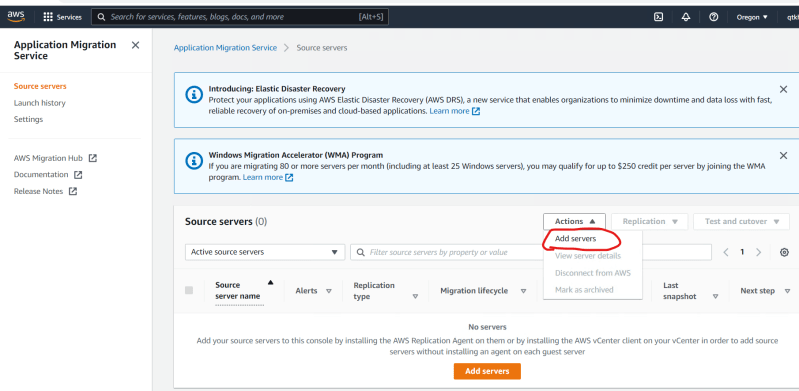 aws
Services
Search for services, features, blogs, docs, and more
[Alt+S]
Oregon
qtkt
Application Migration
Service
Source servers
Launch history
Settings
AWS Migration Hub
Documentation
Release Notes
Application Migration Service > Source servers
Introducing: Elastic Disaster Recovery
Protect your applications using AWS Elastic Disaster Recovery (AWS DRS), a new service that enables organizations to minimize downtime and data loss with fast,
reliable recovery of on-premises and cloud-based applications. Learn more
Windows Migration Accelerator (WMA) Program
If you are migrating 80 or more servers per month (including at least 25 Windows servers), you may qualify for up to $250 credit per server by joining the WMA
program. Learn more
Source servers (0)
Actions
Replication
Test and cutover
Add servers
View server details
Disconnect from AWS
Mark as archived
Active source servers
Filter source servers by property or value
1
Source
server name
Alerts
Replication
type
Migration lifecycle
Last
snapshot
Next step
No servers
Add your source servers to this console by installing the AWS Replication Agent on them or by installing the AWS vCenter client on your vCenter in order to add source
servers without installing an agent on each guest server
Add servers